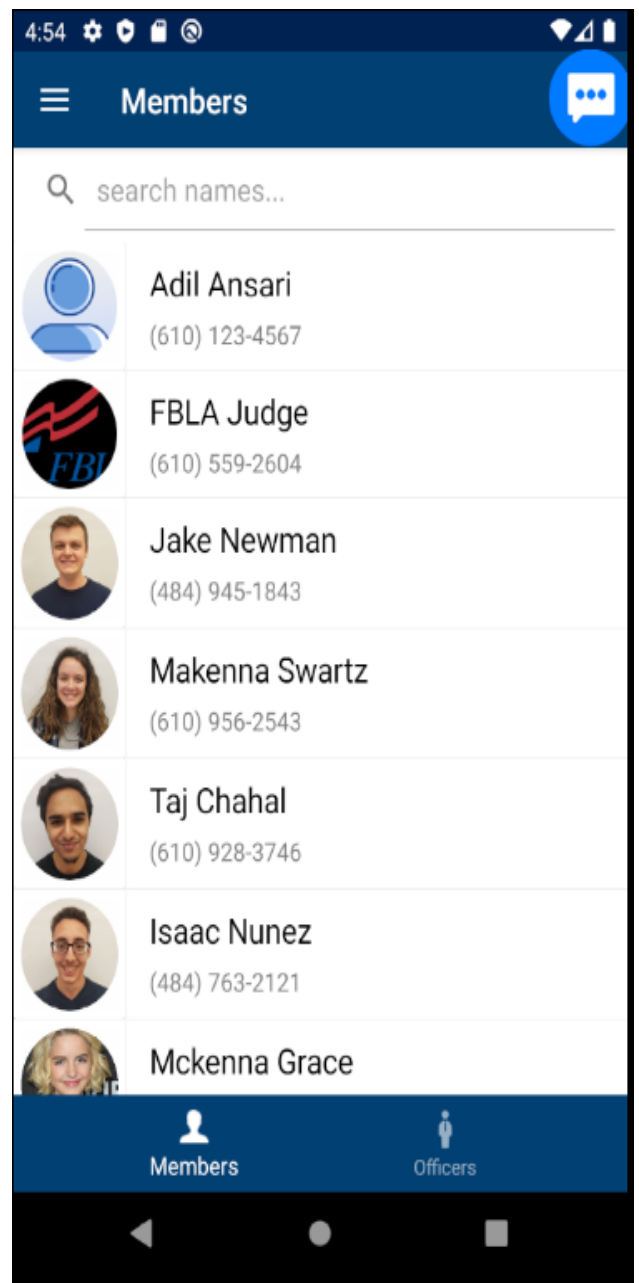 4:54
Members
search names...
Adil Ansari
(610) 123-4567
FBLA Judge
(610) 559-2604
FBL
Jake Newman
(484) 945-1843
Makenna Swartz
(610) 956-2543
Taj Chahal
(610) 928-3746
Isaac Nunez
(484) 763-2121
Mckenna Grace
Members
Officers